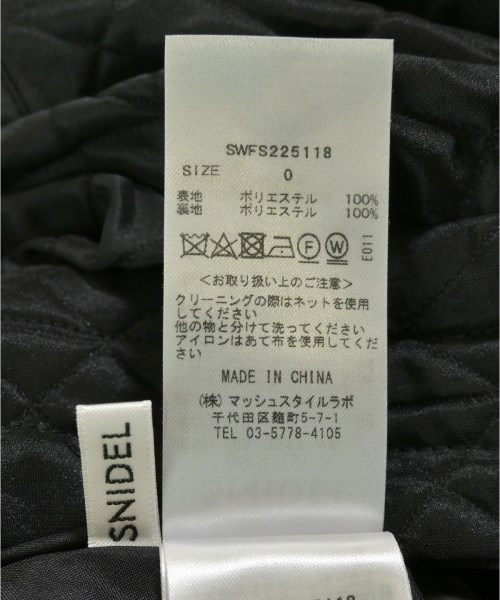 SWFS225118
SIZE 0
表地 ポリエステル 100%
裏地 ポリエステル 100%
F W
E011
<お取り扱い上のご注意>
クリーニングの際はネットを使用
してください
他の物と分けて洗ってください
アイロンはあて布を使用してくださ
い
MADE IN CHINA
(株) マッシュスタイルラボ
千代田区麹町5-7-1
TEL 03-5778-4105
SNIDEL